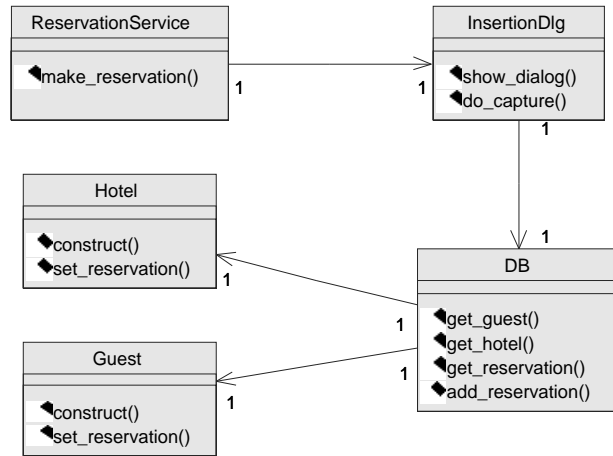 ReservationService
make_reservation()
1
1
InsertionDlg
show_dialog()
do_capture()
1
1
Hotel
construct()
set_reservation()
1
DB
get_guest()
get_hotel()
get_reservation()
add_reservation()
1
1
Guest
construct()
set_reservation()
1